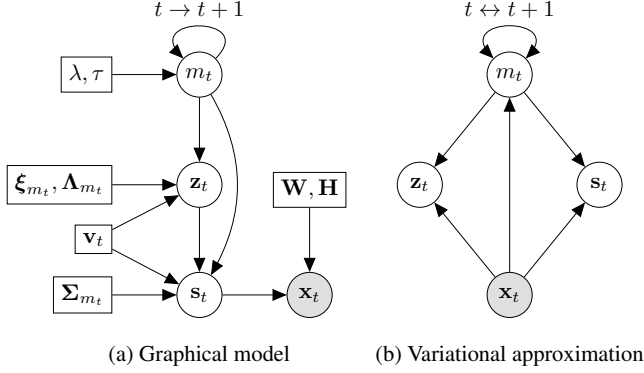 t → t + 1
λ, τ
m_t
ξ_{m_t}, Λ_{m_t}
z_t
W, H
v_t
Σ_{m_t}
s_t
x_t
(a) Graphical model
t ↔ t + 1
m_t
z_t
s_t
x_t
(b) Variational approximation